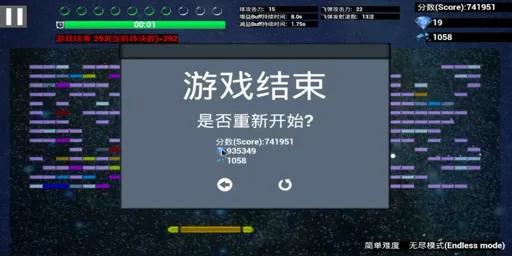 球攻击力: 15
飞弹攻击力: 22
增益Buff持续时间: 8.0s
飞弹发射波数: 13波
减益Buff持续时间: 1.75s
分数(Score):741951
19
1058
00:01
游戏结束:293(当前砖块数)>292
游戏结束
是否重新开始?
分数(Score):741951
935349
1058
简单难度 无尽模式(Endless mode)